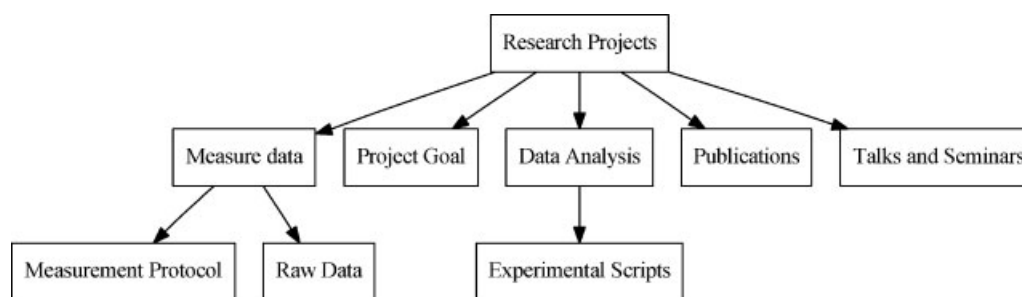 Research Projects
Measure data
Project Goal
Data Analysis
Publications
Talks and Seminars
Measurement Protocol
Raw Data
Experimental Scripts